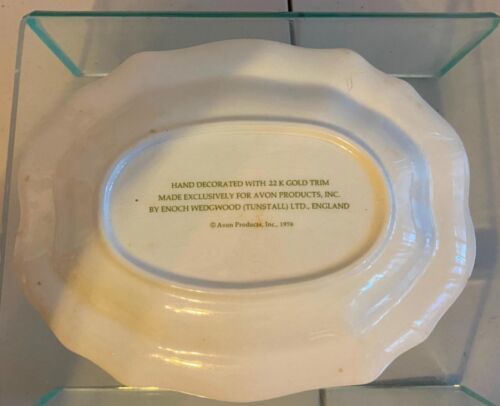 HAND DECORATED WITH 22 K GOLD TRIM
MADE EXCLUSIVELY FOR AVON PRODUCTS, INC.
BY ENOCH WEDGWOOD (TUNSTALL) LTD., ENGLAND
© Avon Products, Inc., 1976